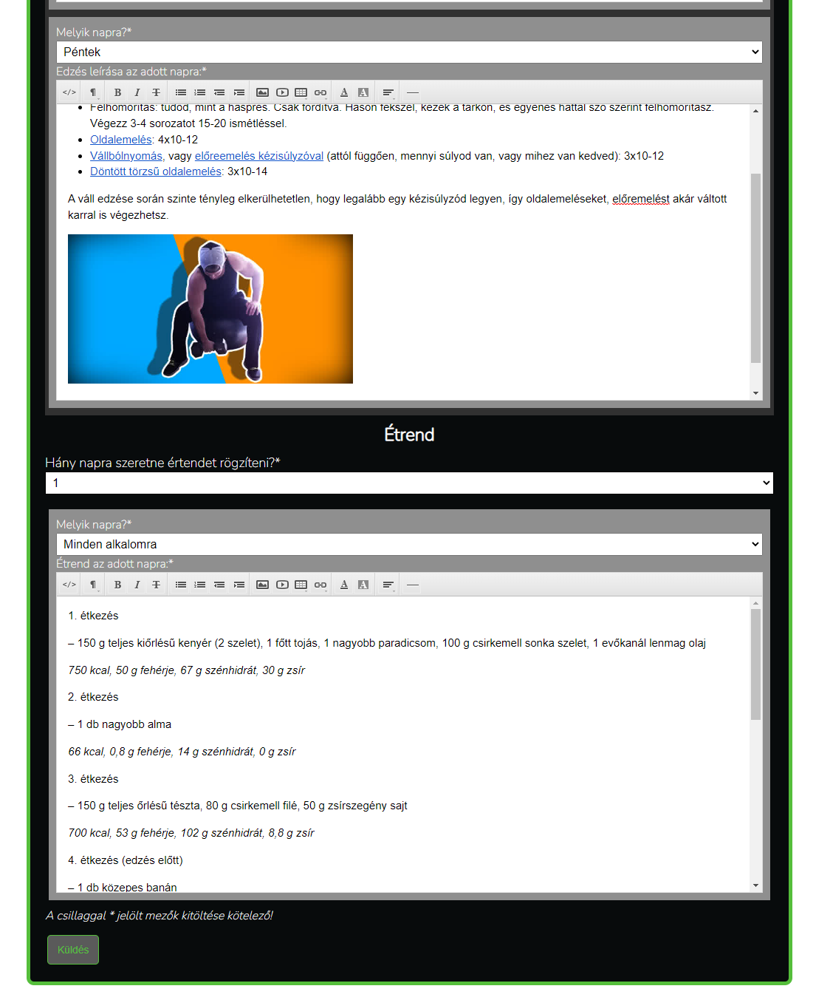 Melyik napra?*
Péntek
Edzés leírása az adott napra:*
</> ¶ B I T A A
• Felhomorítás: tudod, mint a hasprés. Csak fordítva. Hason fekszel, kezek a tarkón, és egyenes háttal szó szerint felhomorítasz.
Végezz 3-4 sorozatot 15-20 ismétléssel.
• Oldalemelés: 4x10-12
• Vállbólnyomás, vagy előreemelés kézisúlyzóval (attól függően, mennyi súlyod van, vagy mihez van kedved): 3x10-12
• Döntött törzsű oldalemelés: 3x10-14
A váll edzése során szinte tényleg elkerülhetetlen, hogy legalább egy kézisúlyzód legyen, így oldalemeléseket, előremelést akár váltott
karral is végezhetsz.
Étrend
Hány napra szeretne értendet rögzíteni?*
1
Melyik napra?*
Minden alkalomra
Étrend az adott napra:*
</> ¶ B I T A A
1. étkezés
– 150 g teljes kiőrlésű kenyér (2 szelet), 1 főtt tojás, 1 nagyobb paradicsom, 100 g csirkemell sonka szelet, 1 evőkanál lenmag olaj
750 kcal, 50 g fehérje, 67 g szénhidrát, 30 g zsír
2. étkezés
– 1 db nagyobb alma
66 kcal, 0,8 g fehérje, 14 g szénhidrát, 0 g zsír
3. étkezés
– 150 g teljes őrlésű tészta, 80 g csirkemell filé, 50 g zsírszegény sajt
700 kcal, 53 g fehérje, 102 g szénhidrát, 8,8 g zsír
4. étkezés (edzés előtt)
– 1 db közepes banán
A csillaggal * jelölt mezők kitöltése kötelező!
Küldés